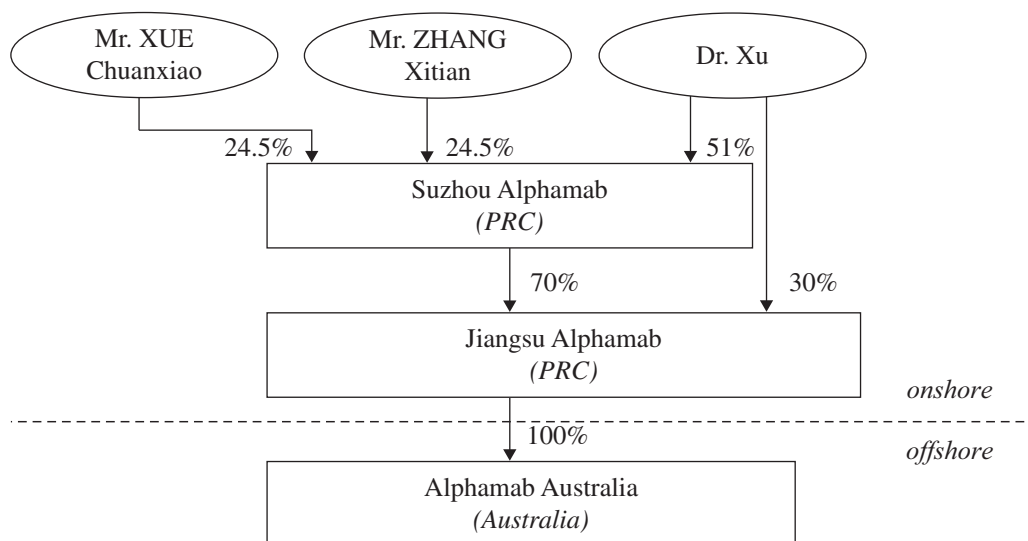 Mr. XUE
Chuanxiao
Mr. ZHANG
Xitian
Dr. Xu
24.5%
24.5%
51%
Suzhou Alphamab
(PRC)
70%
30%
Jiangsu Alphamab
(PRC)
onshore
100%
offshore
Alphamab Australia
(Australia)